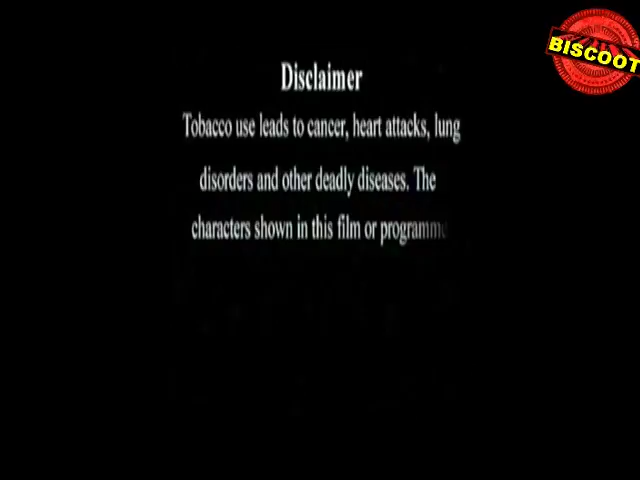 BISCOOT
Disclaimer
Tobacco use leads to cancer, heart attacks, lung
disorders and other deadly diseases. The
characters shown in this film or programme